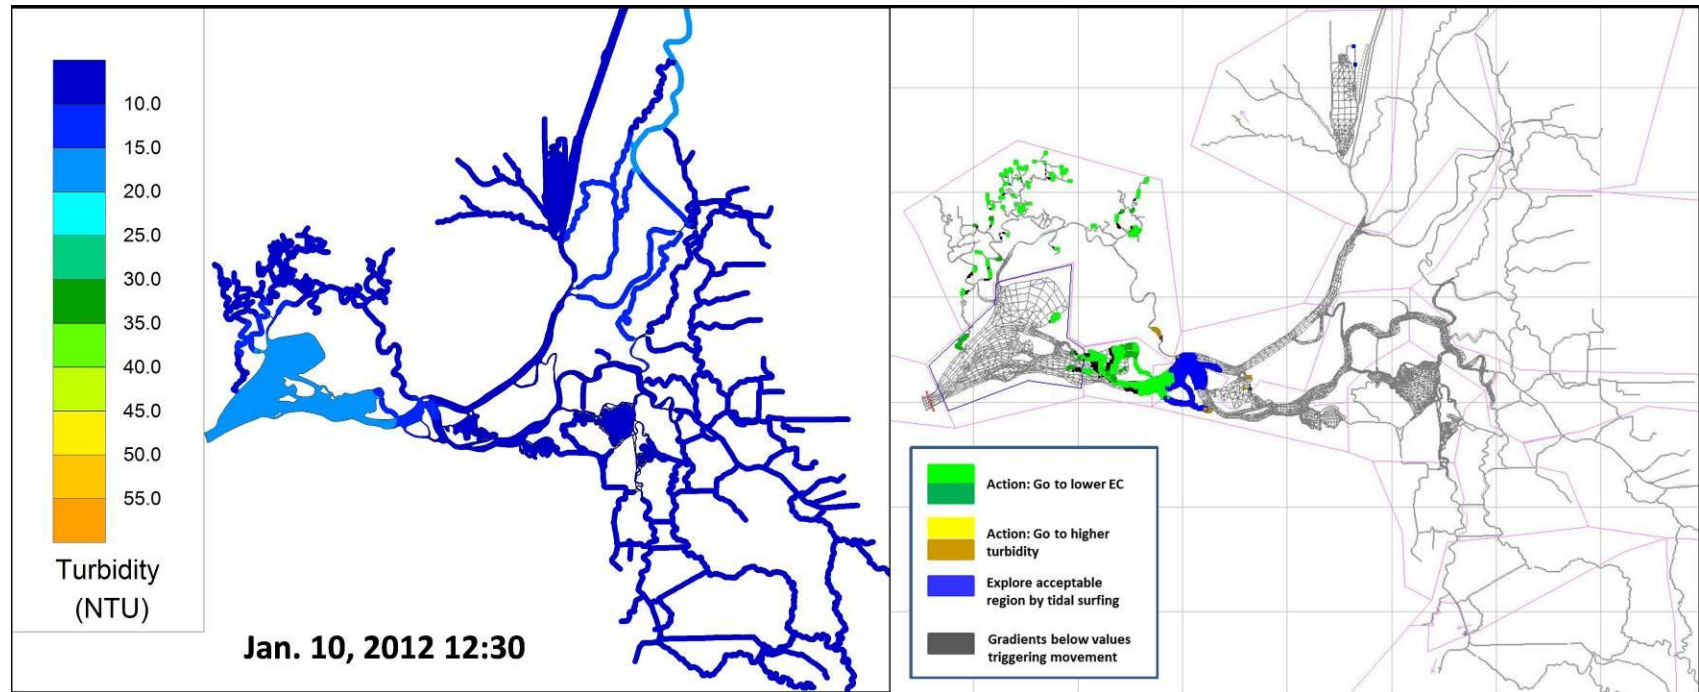 10.0
15.0
20.0
25.0
30.0
35.0
40.0
45.0
50.0
55.0
Turbidity
(NTU)
Jan. 10, 2012 12:30
Action: Go to lower EC
Action: Go to higher
turbidity
Explore acceptable
region by tidal surfing
Gradients below values
triggering movement